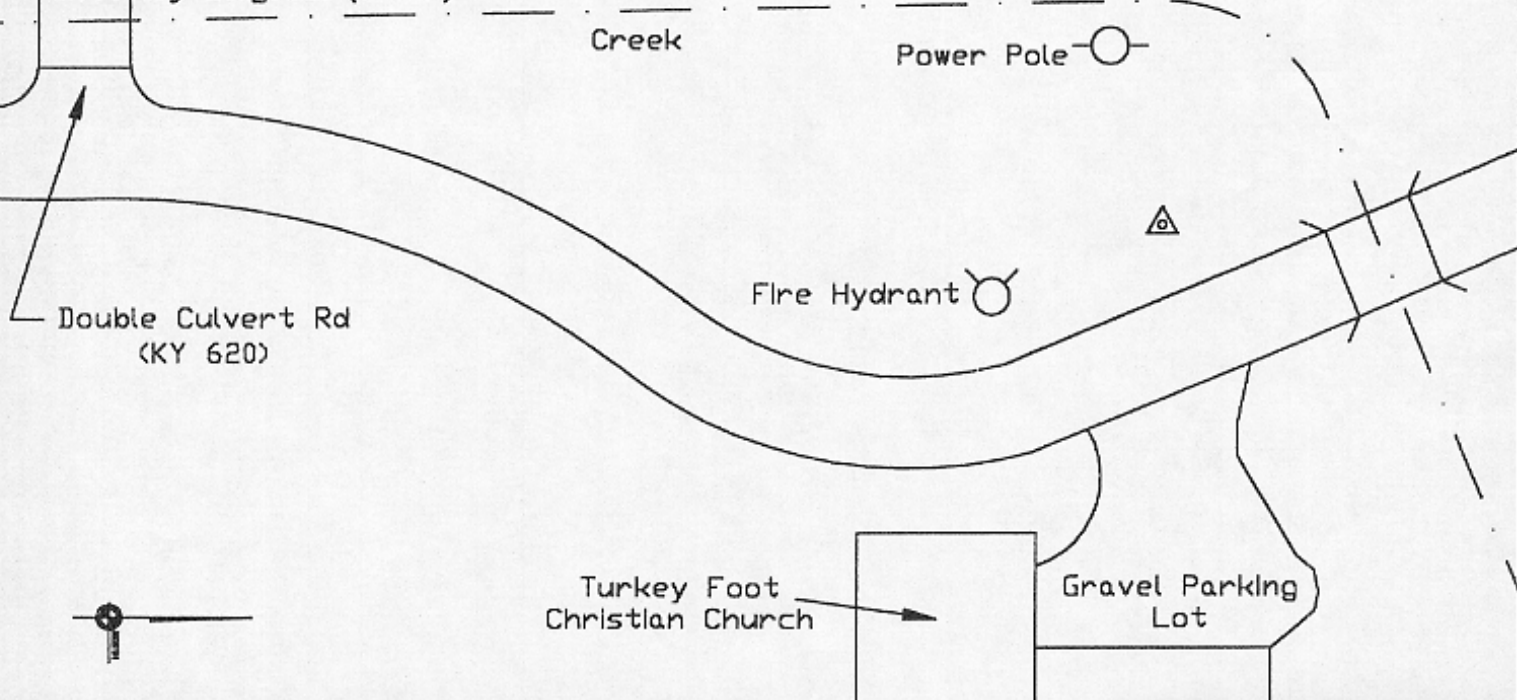 Creek
Power Pole
Fire Hydrant
Double Culvert Rd
(KY 620)
Turkey Foot
Christian Church
Gravel Parking
Lot